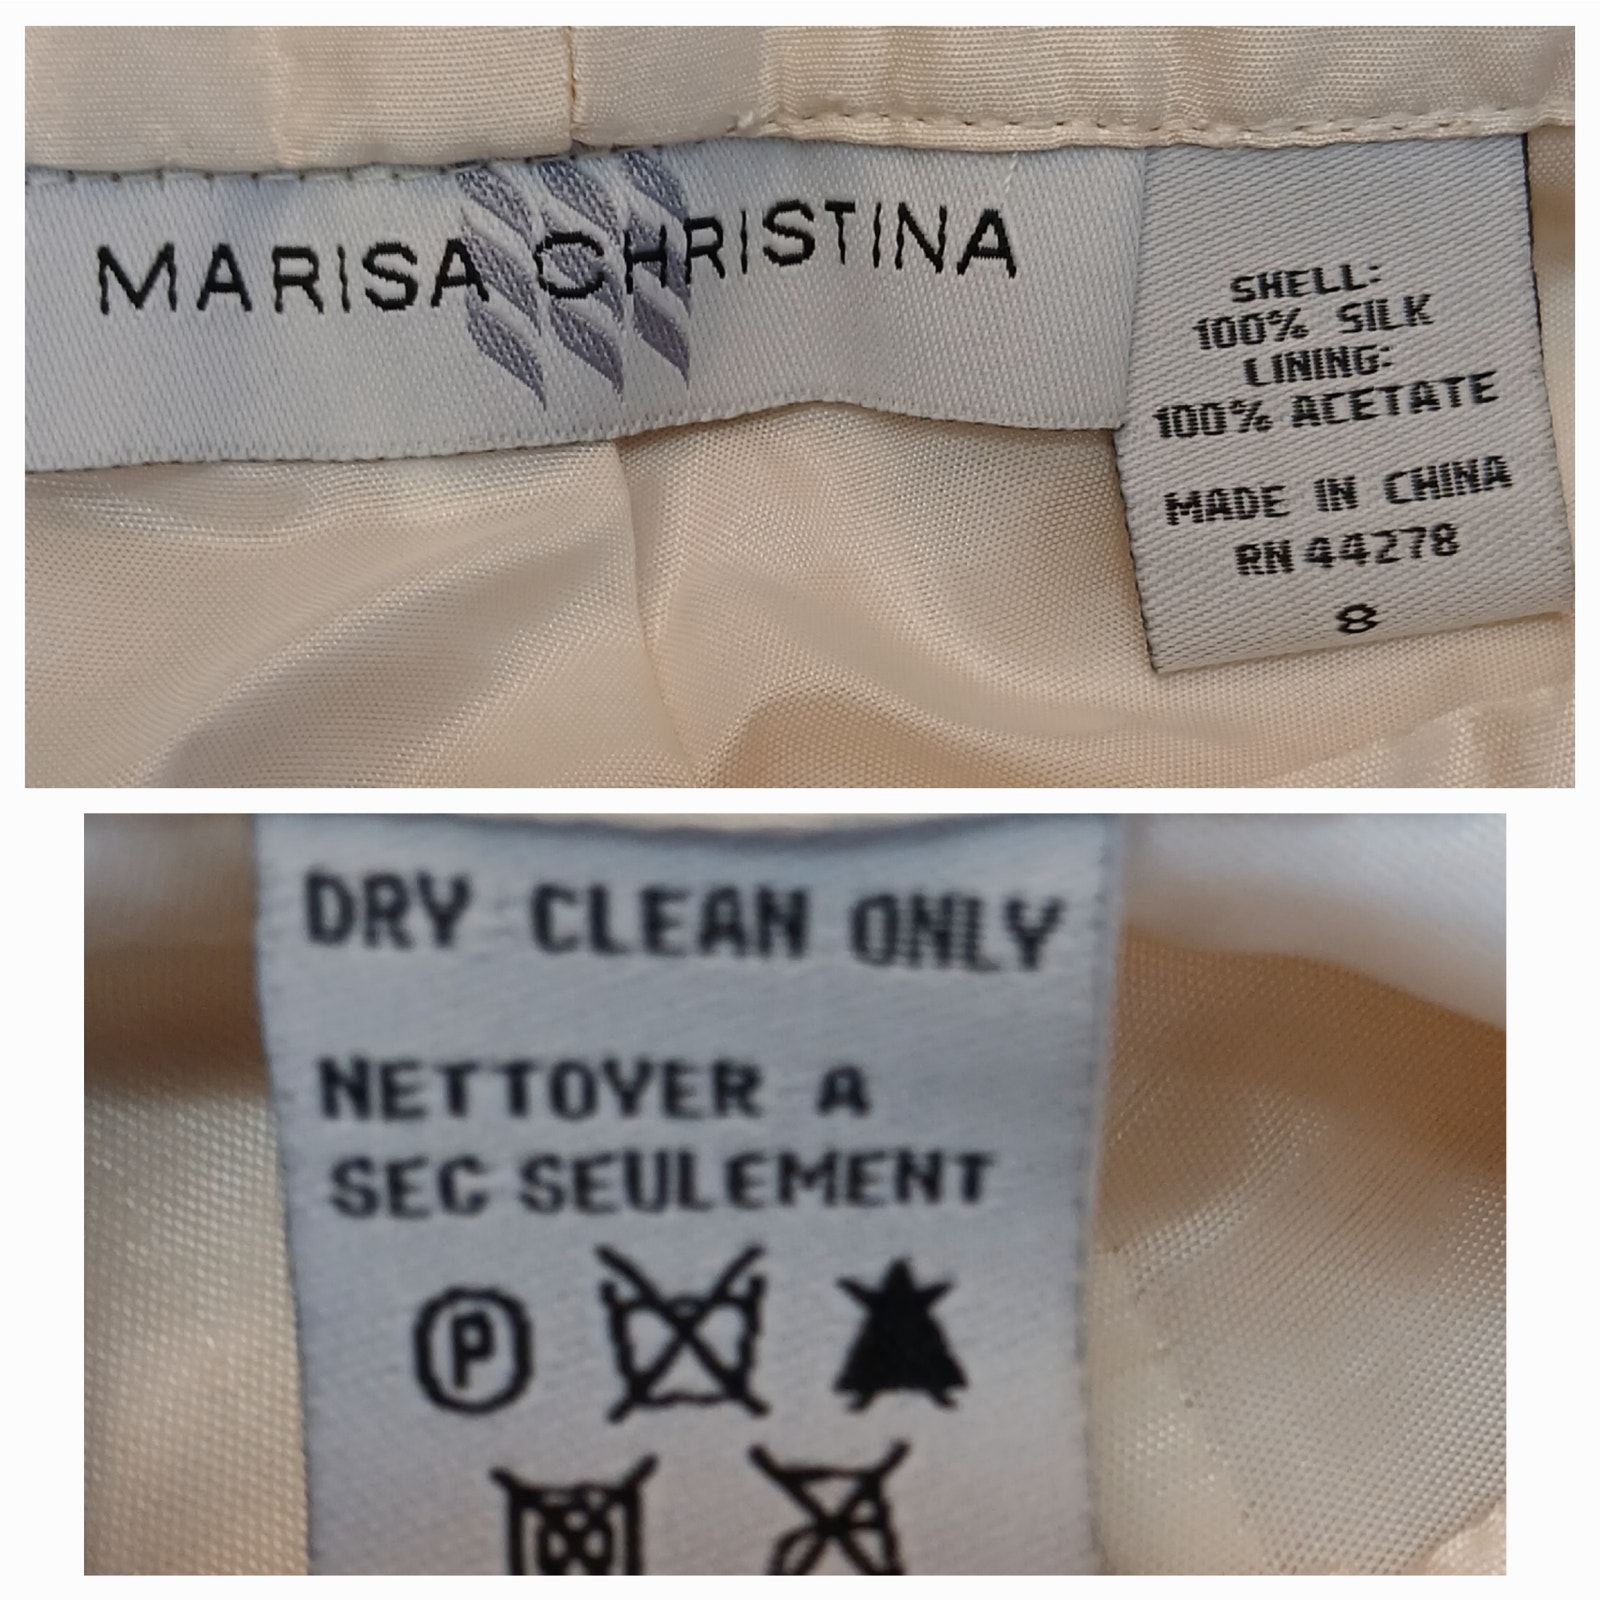 MARISA CHRISTINA
SHELL:
100% SILK
LINING:
100% ACETATE
MADE IN CHINA
RN 44278
8
DRY CLEAN ONLY
NETTOYER A
SEC SEULEMENT
P